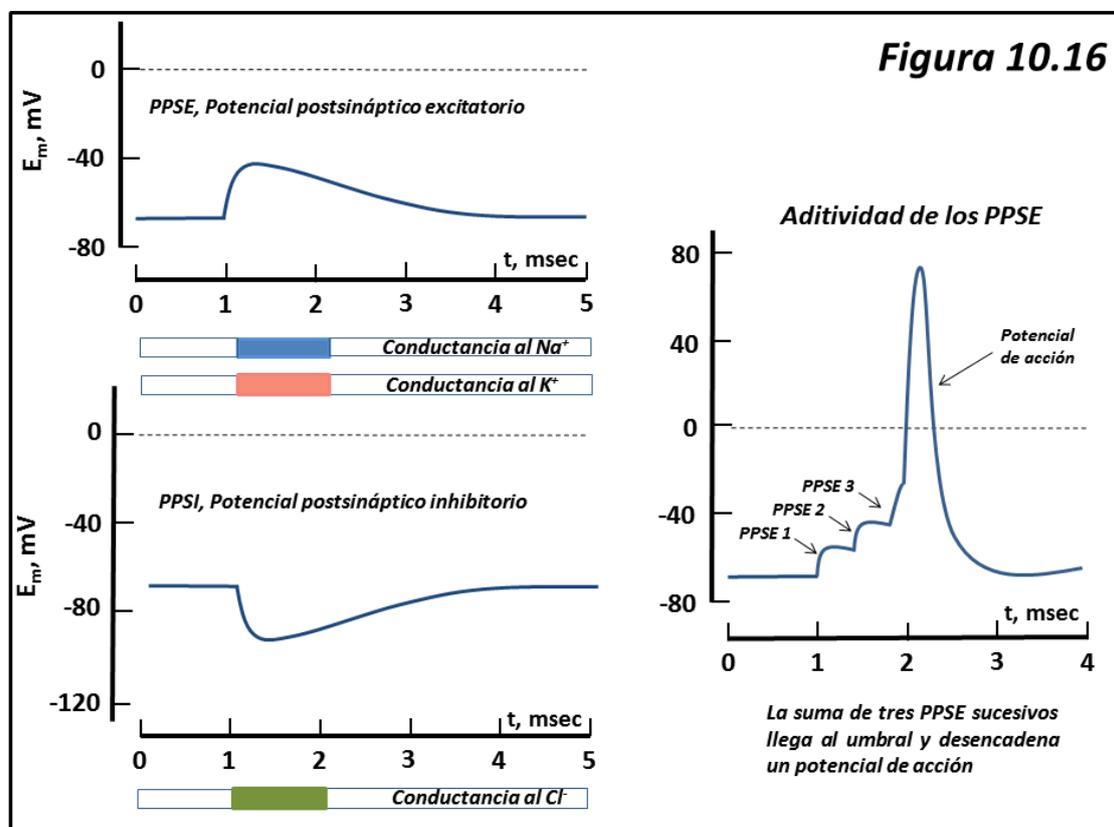 Figura 10.16
0
-40
-80
E_m, mV
PPSE, Potencial postsináptico excitatorio
t, msec
0 1 2 3 4 5
Conductancia al Na⁺
Conductancia al K⁺
0
-40
-80
-120
E_m, mV
PPSI, Potencial postsináptico inhibitorio
t, msec
0 1 2 3 4 5
Conductancia al Cl⁻
Aditividad de los PPSE
80
40
0
-40
-80
Potencial
de acción
PPSE 3
PPSE 2
PPSE 1
t, msec
0 1 2 3 4
La suma de tres PPSE sucesivos
llega al umbral y desencadena
un potencial de acción